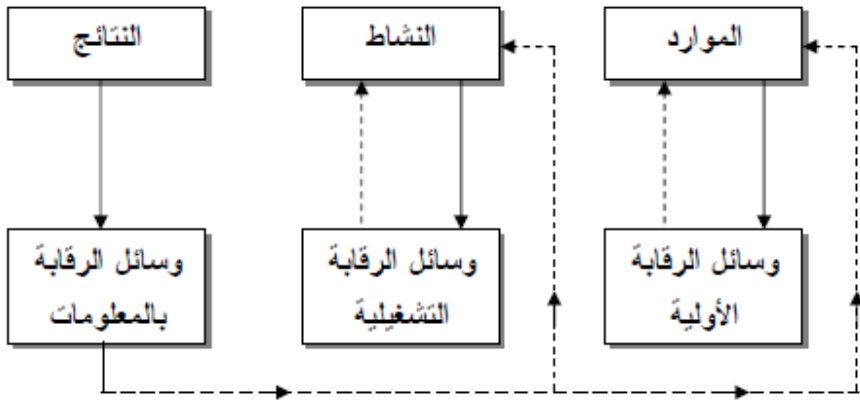 الموارد
النشاط
النتائج
وسائل الرقابة
الأولية
وسائل الرقابة
التشغيلية
وسائل الرقابة
بالمعلومات